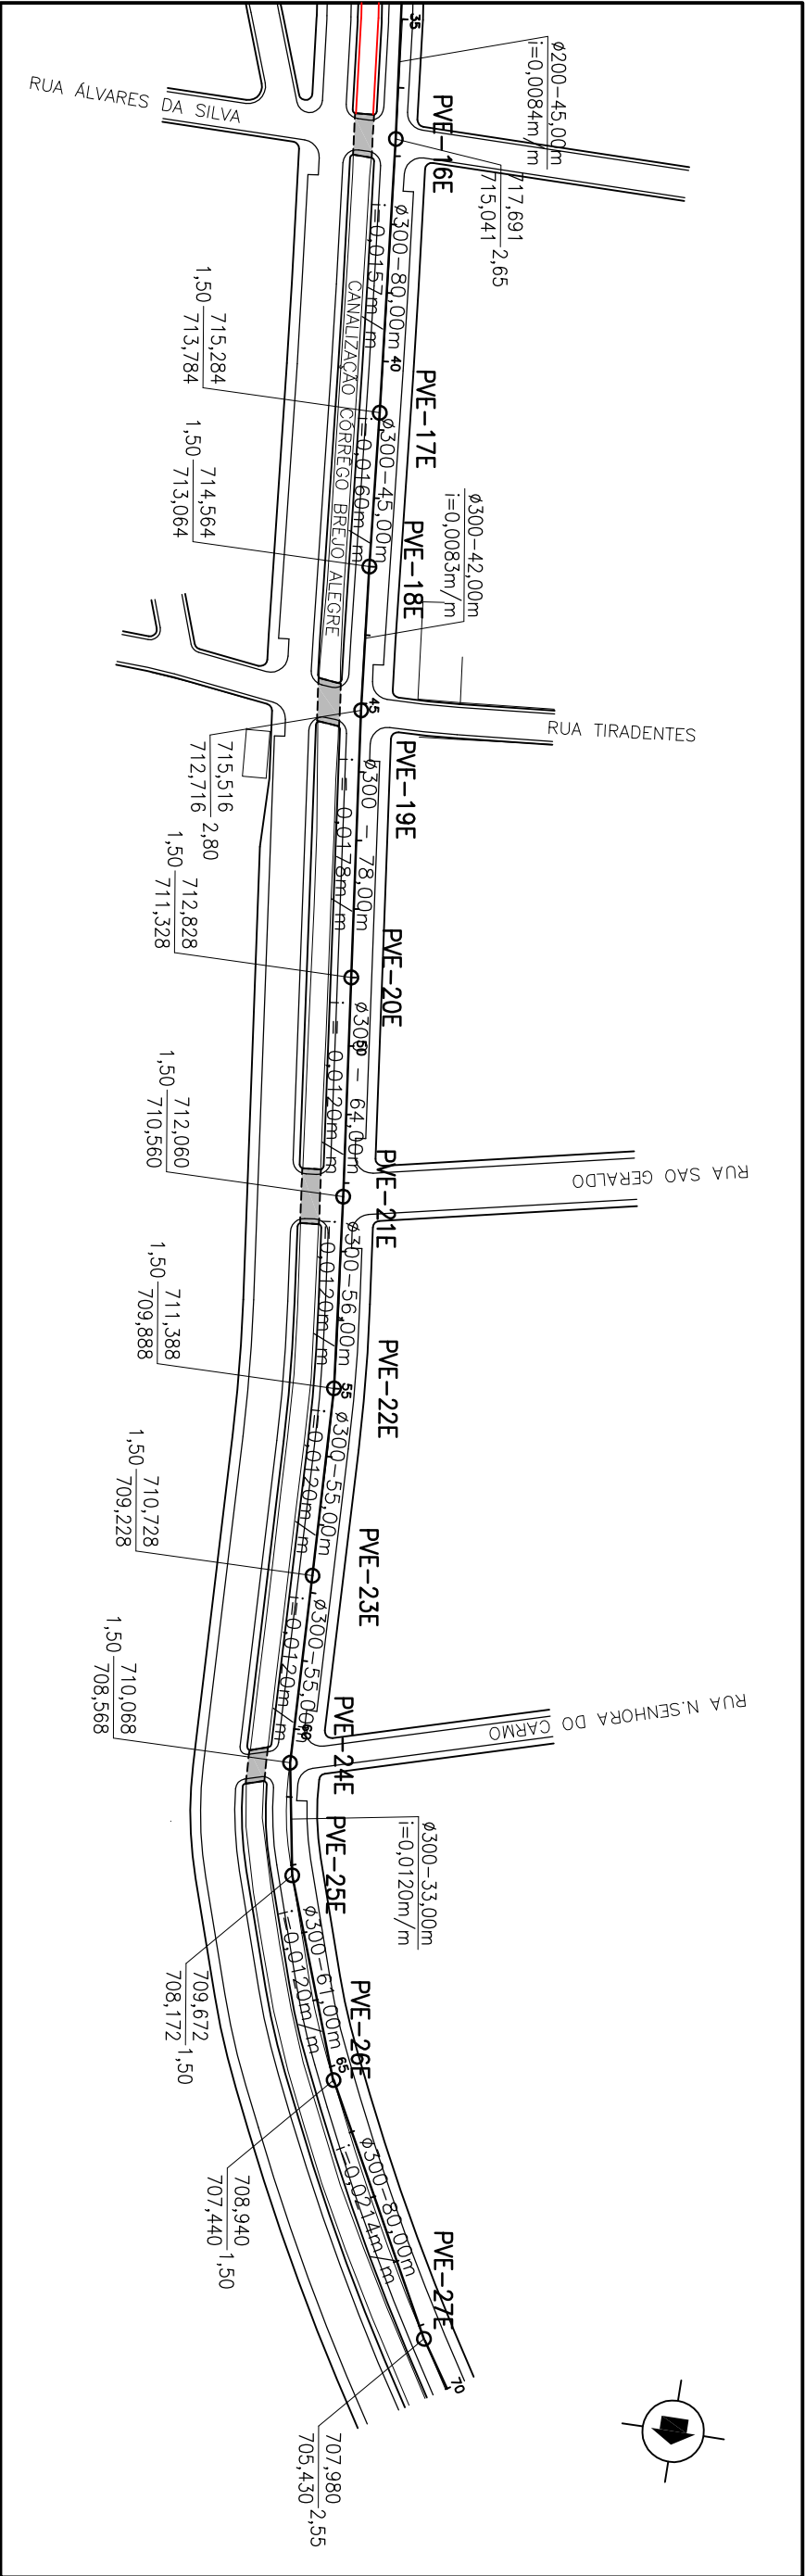 35
ø200-45,00m
i=0,0084m/m
RUA ÁLVARES DA SILVA
PVE-16E
717,691
715,041
2,65
ø300-80,00m
i=0,0157m/m
CANALIZAÇÃO CÓRREGO BREJO ALEGRE
40
PVE-17E
1,50
715,284
713,784
ø300-45,00m
i=0,0160m/m
PVE-18E
1,50
714,564
713,064
ø300-42,00m
i=0,0083m/m
45
RUA TIRADENTES
PVE-19E
715,516
712,716
2,80
ø300 - 78,00m
i = 0,0178m/m
PVE-20E
1,50
712,828
711,328
ø300 - 64,00m
i = 0,0120m/m
50
PVE-21E
1,50
712,060
710,560
RUA SAO GERALDO
ø300-56,00m
i=0,0120m/m
PVE-22E
1,50
711,388
709,888
55
ø300-55,00m
i=0,0120m/m
PVE-23E
1,50
710,728
709,228
ø300-55,00m
i=0,0120m/m
60
PVE-24E
1,50
710,068
708,568
RUA N.SENHORA DO CARMO
ø300-33,00m
i=0,0120m/m
PVE-25E
709,672
708,172
1,50
ø300-61,00m
i=0,0120m/m
PVE-26E
65
708,940
707,440
1,50
ø300-80,00m
i=0,0214m/m
PVE-27E
70
707,980
705,430
2,55